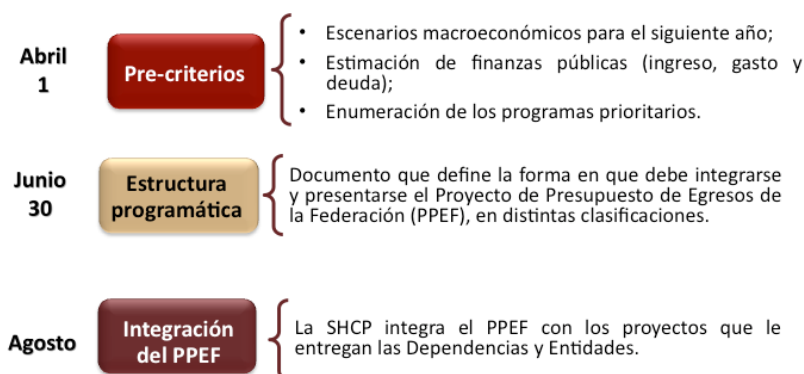 Abril
1
Pre-criterios
• Escenarios macroeconómicos para el siguiente año;
• Estimación de finanzas públicas (ingreso, gasto y
deuda);
• Enumeración de los programas prioritarios.
Junio
30
Estructura
programática
Documento que define la forma en que debe integrarse
y presentarse el Proyecto de Presupuesto de Egresos de
la Federación (PPEF), en distintas clasificaciones.
Agosto
Integración
del PPEF
La SHCP integra el PPEF con los proyectos que le
entregan las Dependencias y Entidades.